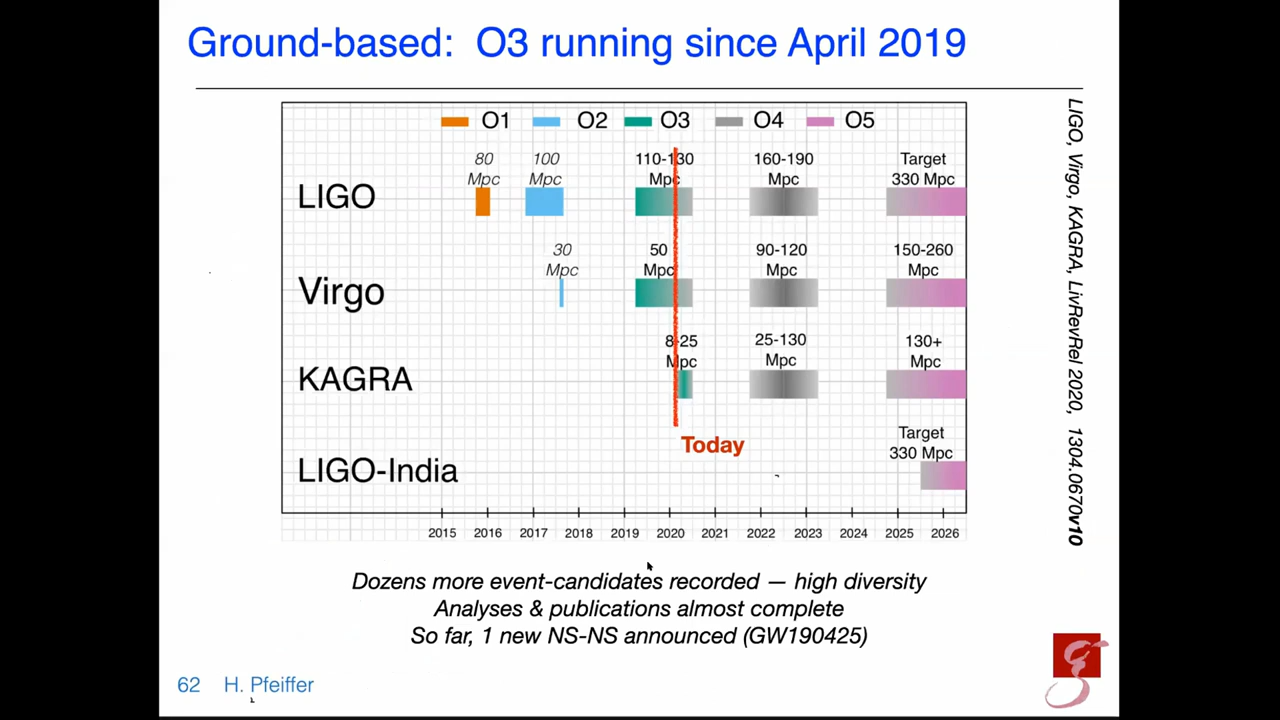 Ground-based: O3 running since April 2019
O1 O2 O3 O4 O5
80 100 110-130 160-190 Target
Mpc Mpc Mpc Mpc 330 Mpc
LIGO
30 50 90-120 150-260
Mpc Mpc Mpc Mpc
Virgo
8-25 25-130 130+
Mpc Mpc Mpc
KAGRA
Today
Target
330 Mpc
LIGO-India
2015 2016 2017 2018 2019 2020 2021 2022 2023 2024 2025 2026
LIGO, Virgo, KAGRA, LivRevRel 2020, 1304.0670v10
Dozens more event-candidates recorded — high diversity
Analyses & publications almost complete
So far, 1 new NS-NS announced (GW190425)
62 H. Pfeiffer